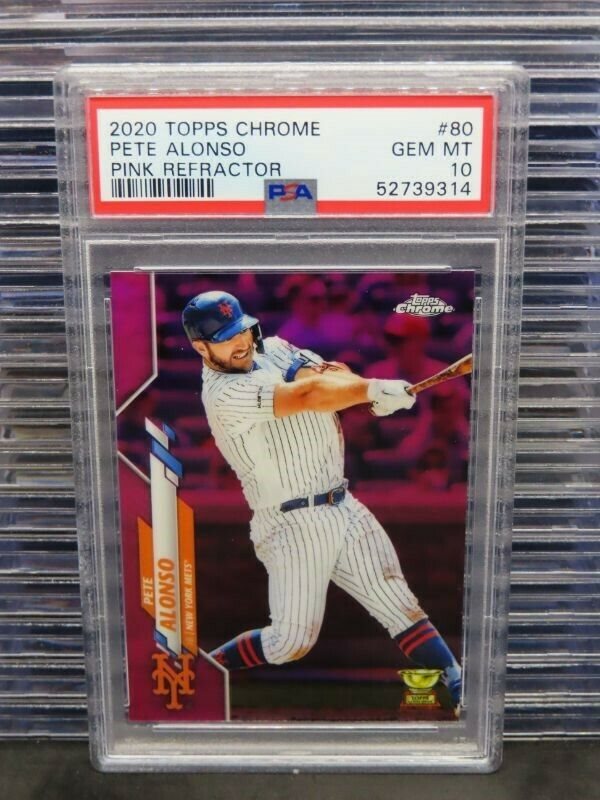 2020 TOPPS CHROME #80
PETE ALONSO GEM MT
PINK REFRACTOR 10
PSA 52739314
Topps
Chrome
PETE
ALONSO
NEW YORK METS
NY
TOPPS